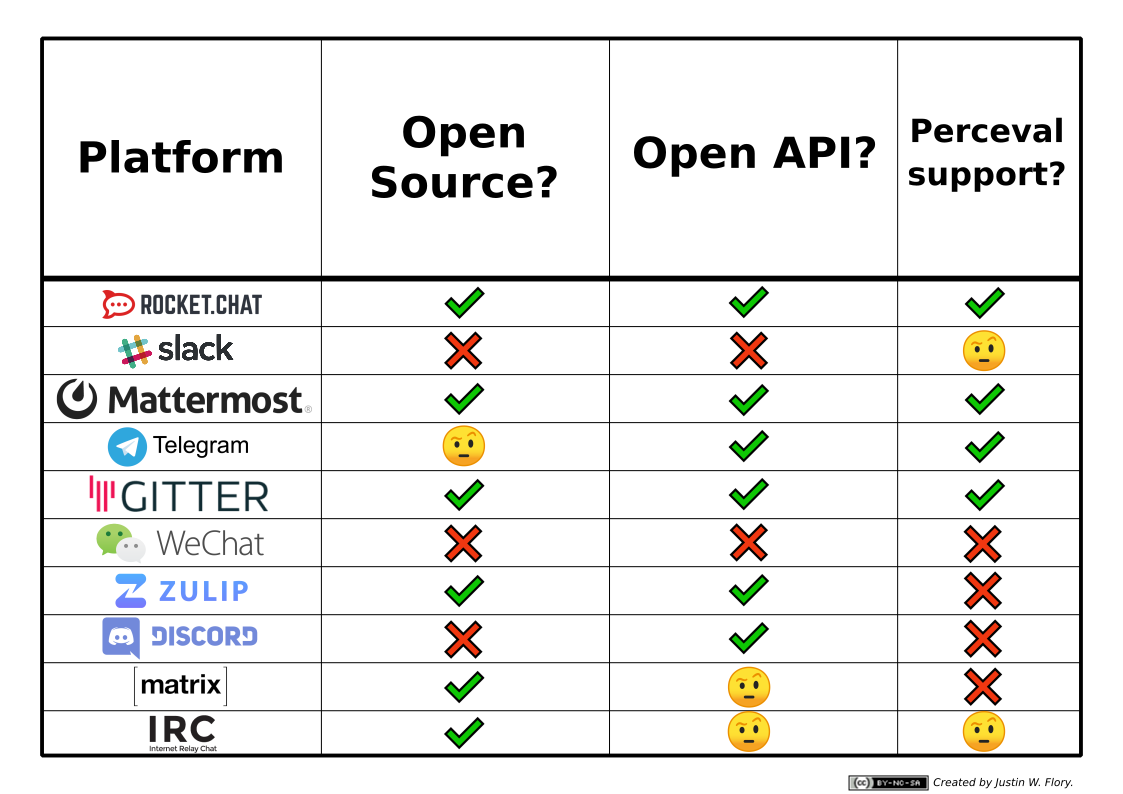 Platform
Open
Source?
Open API?
Perceval
support?
ROCKET.CHAT
slack
Mattermost®
Telegram
GITTER
WeChat
ZULIP
DISCORD
[matrix]
IRC
Internet Relay Chat
cc BY-NC-SA
Created by Justin W. Flory.